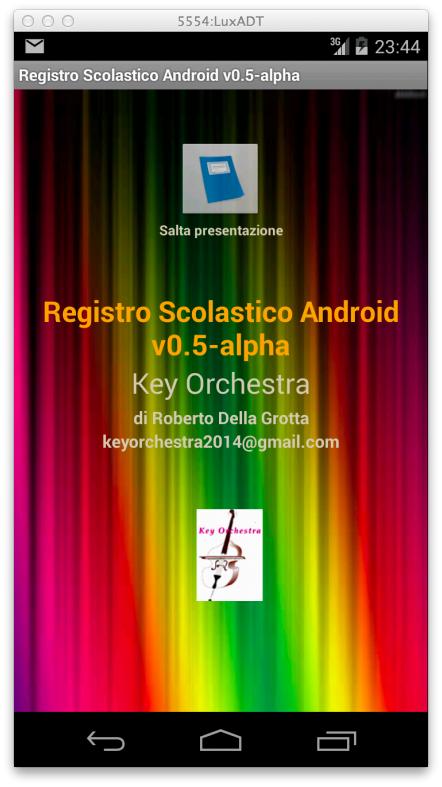 5554:LuxADT
3G 23:44
Registro Scolastico Android v0.5-alpha
Salta presentazione
Registro Scolastico Android
v0.5-alpha
Key Orchestra
di Roberto Della Grotta
keyorchestra2014@gmail.com
Key Orchestra